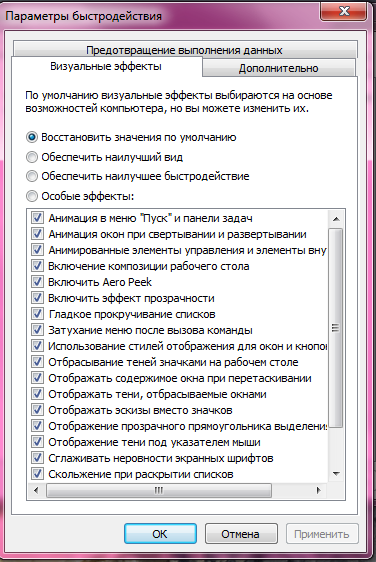 Параметры быстродействия
Предотвращение выполнения данных
Визуальные эффекты
Дополнительно
По умолчанию визуальные эффекты выбираются на основе
возможностей компьютера, но вы можете изменить их.
Восстановить значения по умолчанию
Обеспечить наилучший вид
Обеспечить наилучшее быстродействие
Особые эффекты:
Анимация в меню "Пуск" и панели задач
Анимация окон при свертывании и развертывании
Анимированные элементы управления и элементы вну
Включение композиции рабочего стола
Включить Aero Peek
Включить эффект прозрачности
Гладкое прокручивание списков
Затухание меню после вызова команды
Использование стилей отображения для окон и кнопок
Отбрасывание теней значками на рабочем столе
Отображать содержимое окна при перетаскивании
Отображать тени, отбрасываемые окнами
Отображать эскизы вместо значков
Отображение прозрачного прямоугольника выделения
Отображение тени под указателем мыши
Сглаживать неровности экранных шрифтов
Скольжение при раскрытии списков
ОК
Отмена
Применить